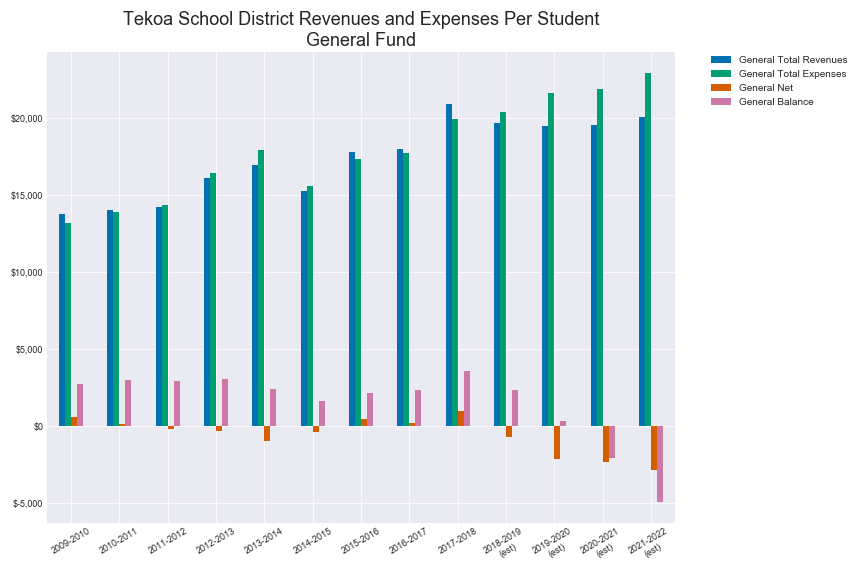 Tekoa School District Revenues and Expenses Per Student
General Fund
General Total Revenues
General Total Expenses
General Net
General Balance
$20,000
$15,000
$10,000
$5,000
$0
$-5,000
2009-2010
2010-2011
2011-2012
2012-2013
2013-2014
2014-2015
2015-2016
2016-2017
2017-2018
2018-2019
(est)
2019-2020
(est)
2020-2021
(est)
2021-2022
(est)